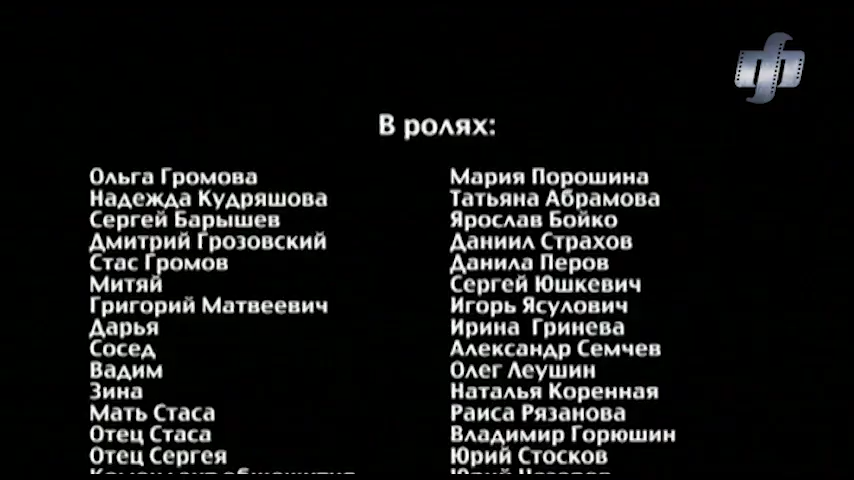 В ролях:
Ольга Громова Мария Порошина
Надежда Кудряшова Татьяна Абрамова
Сергей Барышев Ярослав Бойко
Дмитрий Грозовский Даниил Страхов
Стас Громов Данила Перов
Митяй Сергей Юшкевич
Григорий Матвеевич Игорь Ясулович
Дарья Ирина Гринева
Сосед Александр Семчев
Вадим Олег Леушин
Зина Наталья Коренная
Мать Стаса Раиса Рязанова
Отец Стаса Владимир Горюшин
Отец Сергея Юрий Стосков